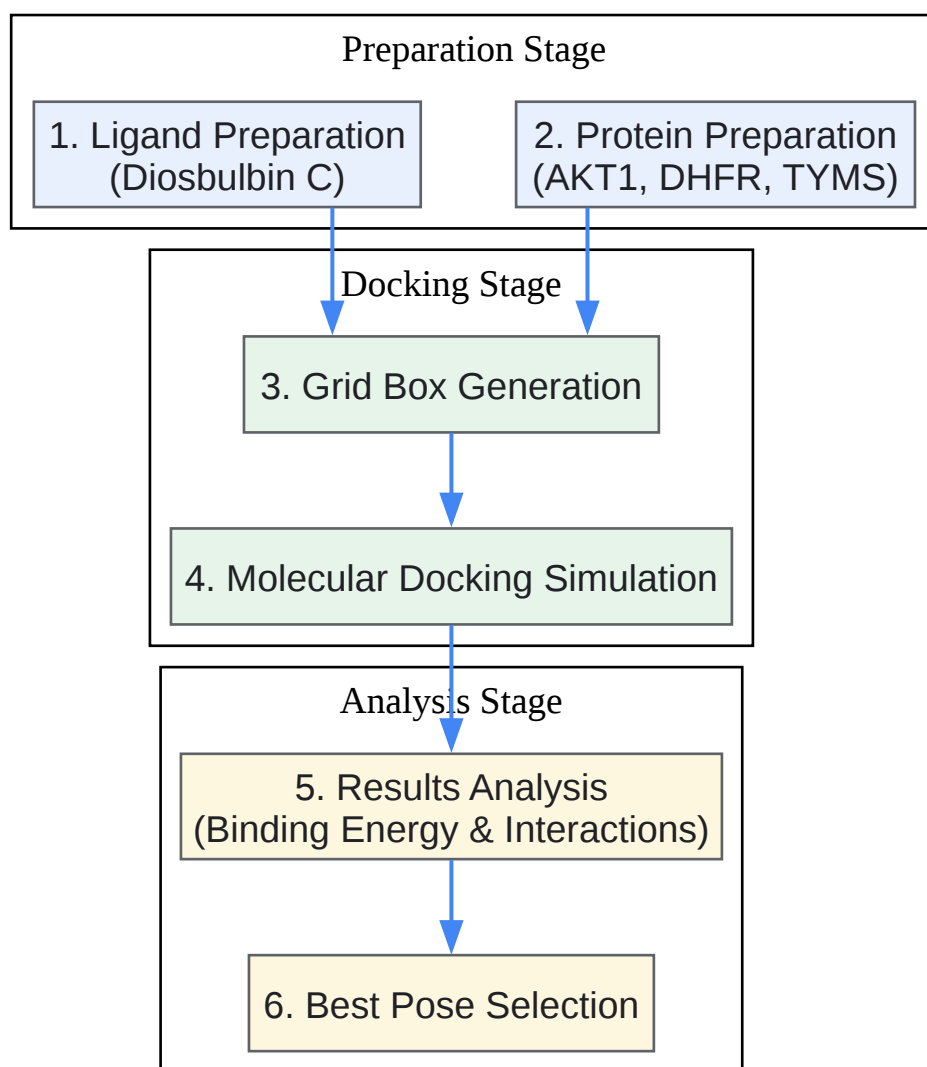 Preparation Stage
1. Ligand Preparation
(Diosbulbin C)
2. Protein Preparation
(AKT1, DHFR, TYMS)
Docking Stage
3. Grid Box Generation
4. Molecular Docking Simulation
Analysis Stage
5. Results Analysis
(Binding Energy & Interactions)
6. Best Pose Selection